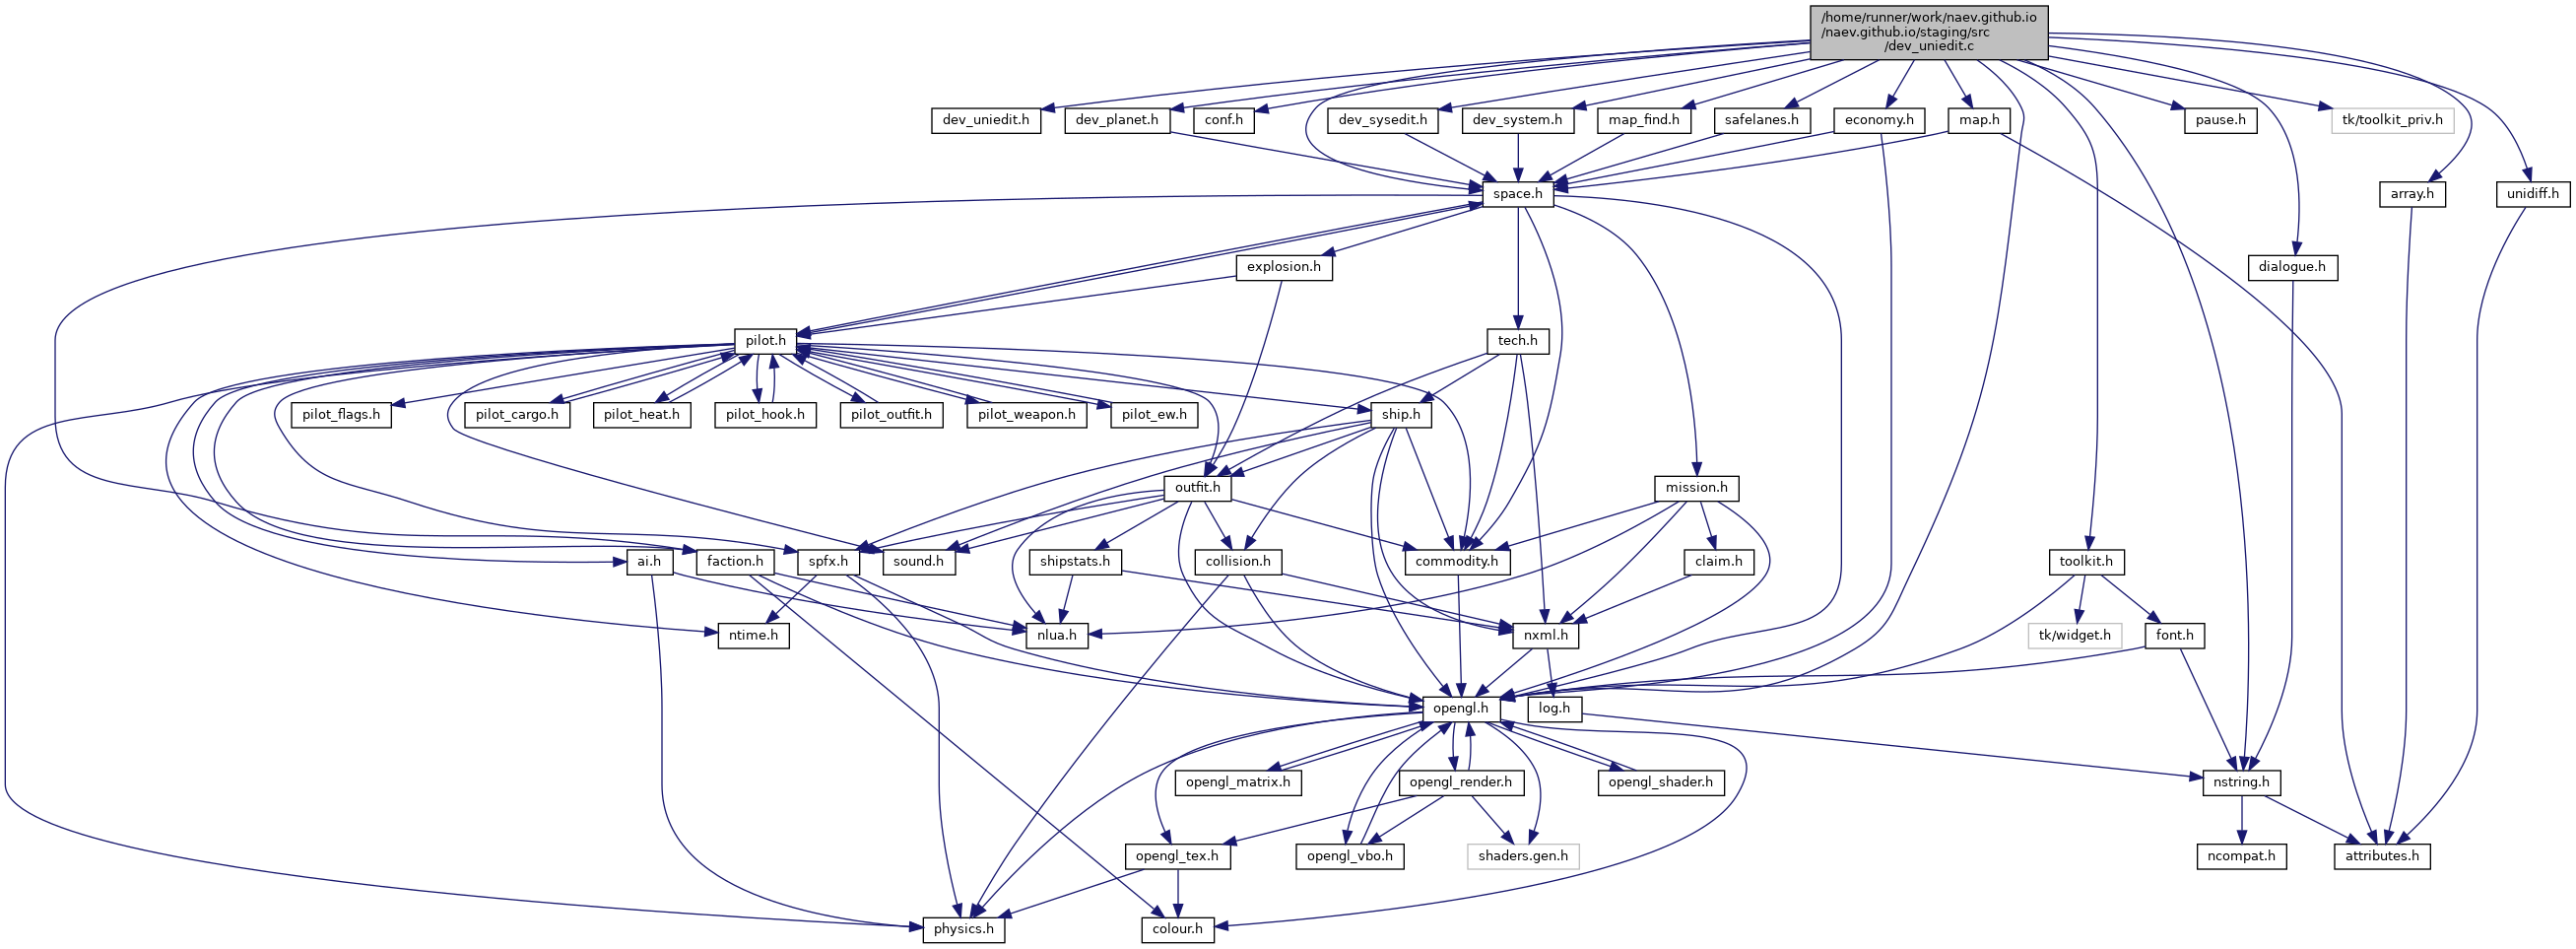 /home/runner/work/naev.github.io
/naev.github.io/staging/src
/dev_uniedit.c
dev_uniedit.h
dev_planet.h
conf.h
dev_sysedit.h
dev_system.h
map_find.h
safelanes.h
economy.h
map.h
pause.h
tk/toolkit_priv.h
space.h
array.h
unidiff.h
explosion.h
dialogue.h
pilot.h
tech.h
pilot_flags.h
pilot_cargo.h
pilot_heat.h
pilot_hook.h
pilot_outfit.h
pilot_weapon.h
pilot_ew.h
ship.h
outfit.h
mission.h
ai.h
faction.h
spfx.h
sound.h
shipstats.h
collision.h
commodity.h
claim.h
toolkit.h
ntime.h
nlua.h
nxml.h
tk/widget.h
font.h
opengl.h
log.h
opengl_matrix.h
opengl_render.h
opengl_shader.h
nstring.h
opengl_tex.h
opengl_vbo.h
shaders.gen.h
ncompat.h
attributes.h
physics.h
colour.h